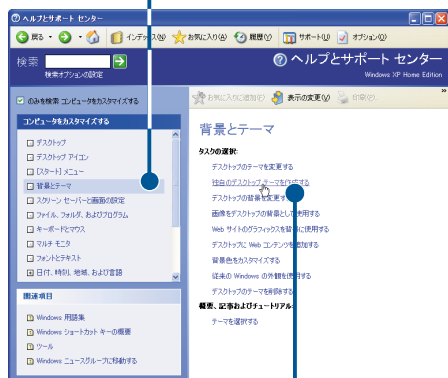 ヘルプとサポート センター
戻る インデックス(N) お気に入り(A) 履歴(Y) サポート(U) オプション(O)
検索
検索オプションの設定
ヘルプとサポート センター
Windows XP Home Edition
のみを検索 コンピュータをカスタマイズする
お気に入りに追加(F) 表示の変更(V) 印刷(P)...
コンピュータをカスタマイズする
デスクトップ
デスクトップ アイコン
[スタート] メニュー
背景とテーマ
スクリーン セーバーと画面の設定
ファイル、フォルダ、およびプログラム
キーボードとマウス
マルチ モニタ
フォントとテキスト
日付、時刻、地域、および言語
関連項目
Windows 用語集
Windows ショートカット キーの概要
ツール
Windows ニュースグループに移動する
背景とテーマ
タスクの選択:
デスクトップのテーマを変更する
独自のデスクトップ テーマを作成する
デスクトップの背景を変更する
画像をデスクトップの背景として使用する
Web サイトのグラフィックスを背景に使用する
デスクトップに Web コンテンツを追加する
背景色をカスタマイズする
従来の Windows の外観を使用する
デスクトップのテーマを削除する
概要、記事およびチュートリアル:
テーマを選択する